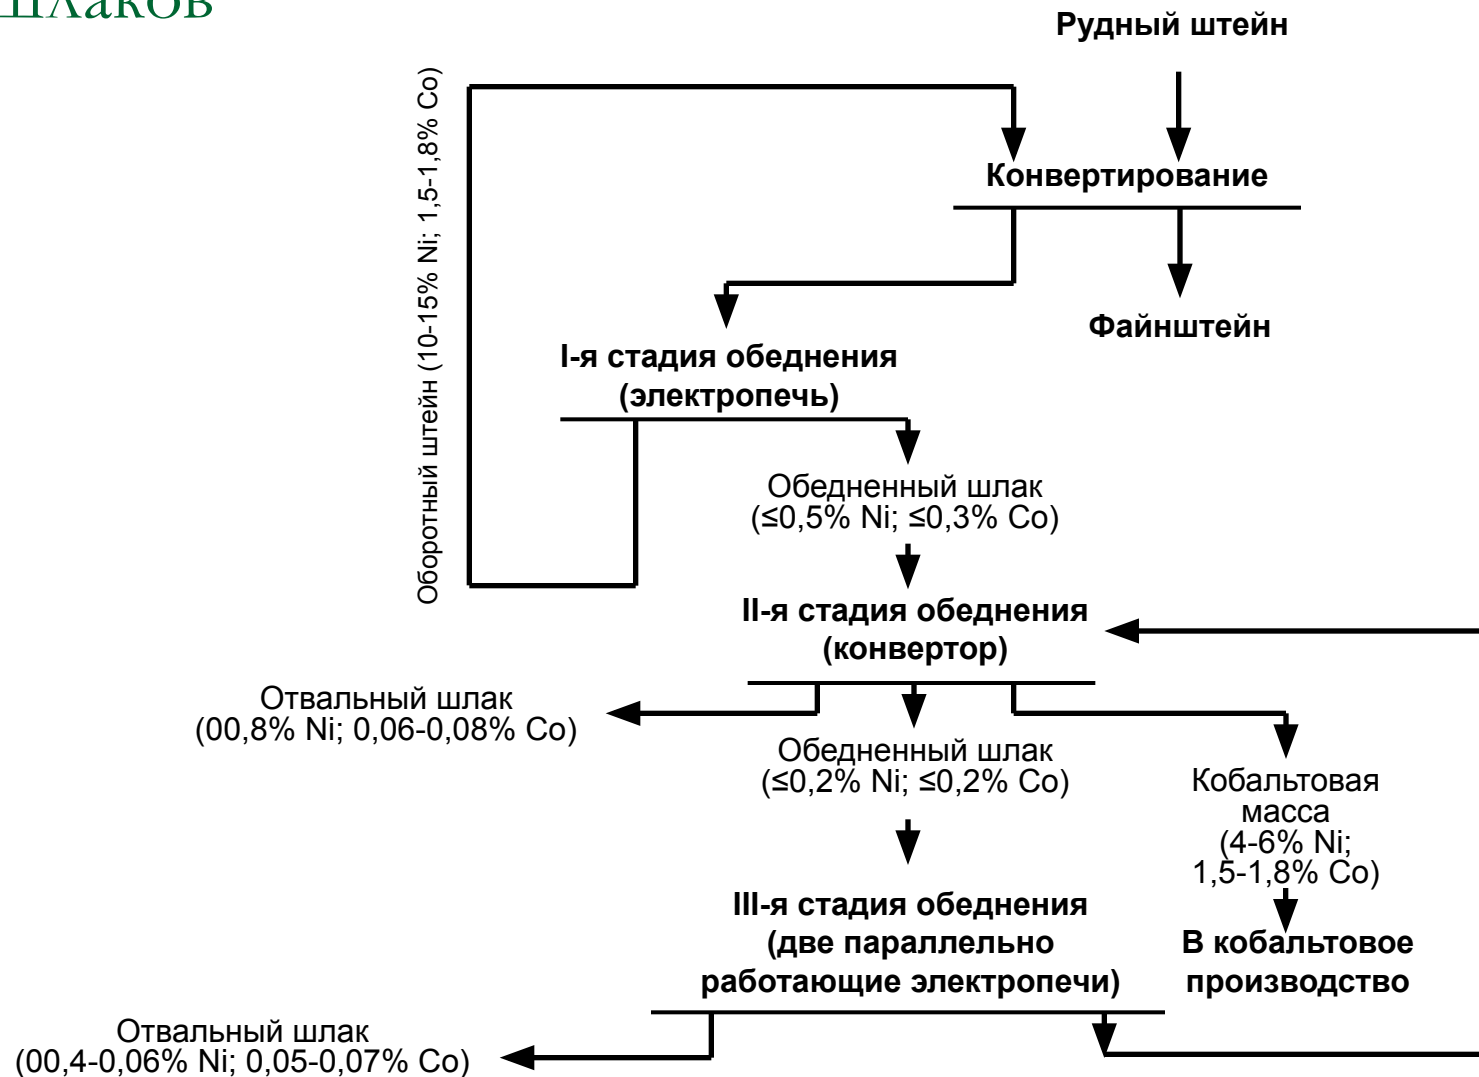 шлаков
Рудный штейн
Оборотный штейн (10-15% Ni; 1,5-1,8% Co)
Конвертирование
Файнштейн
I-я стадия обеднения
(электропечь)
Обедненный шлак
(≤0,5% Ni; ≤0,3% Co)
II-я стадия обеднения
(конвертор)
Отвальный шлак
(00,8% Ni; 0,06-0,08% Co)
Обедненный шлак
(≤0,2% Ni; ≤0,2% Co)
Кобальтовая
масса
(4-6% Ni;
1,5-1,8% Co)
III-я стадия обеднения
(две параллельно
работающие электропечи)
В кобальтовое
производство
Отвальный шлак
(00,4-0,06% Ni; 0,05-0,07% Co)